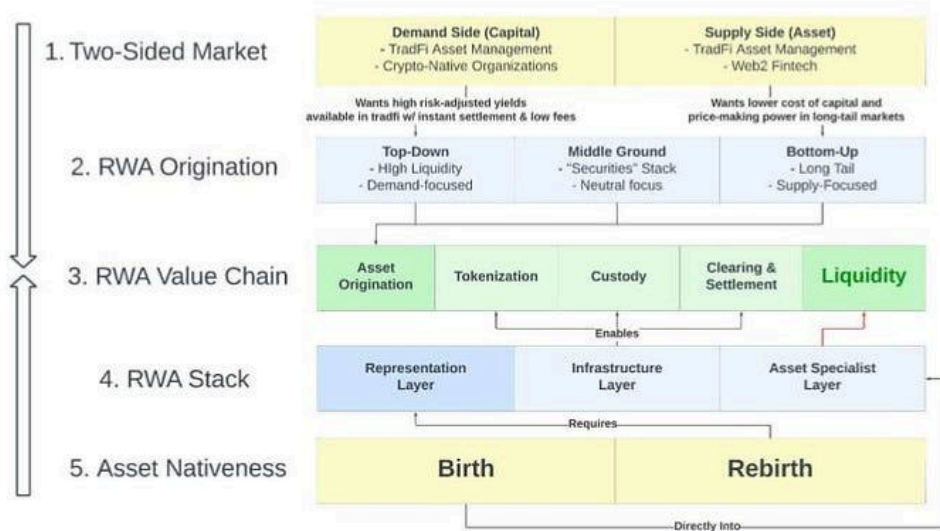 1. Two-Sided Market
Demand Side (Capital)
- TradFi Asset Management
- Crypto-Native Organizations
Supply Side (Asset)
- TradFi Asset Management
- Web2 Fintech
Wants high risk-adjusted yields
available in tradfi w/ instant settlement & low fees
Wants lower cost of capital and
price-making power in long-tail markets
2. RWA Origination
Top-Down
- HIgh Liquidity
- Demand-focused
Middle Ground
- "Securities" Stack
- Neutral focus
Bottom-Up
- Long Tail
- Supply-Focused
3. RWA Value Chain
Asset
Origination
Tokenization
Custody
Clearing &
Settlement
Liquidity
Enables
4. RWA Stack
Representation
Layer
Infrastructure
Layer
Asset Specialist
Layer
Requires
5. Asset Nativeness
Birth
Rebirth
Directly Into